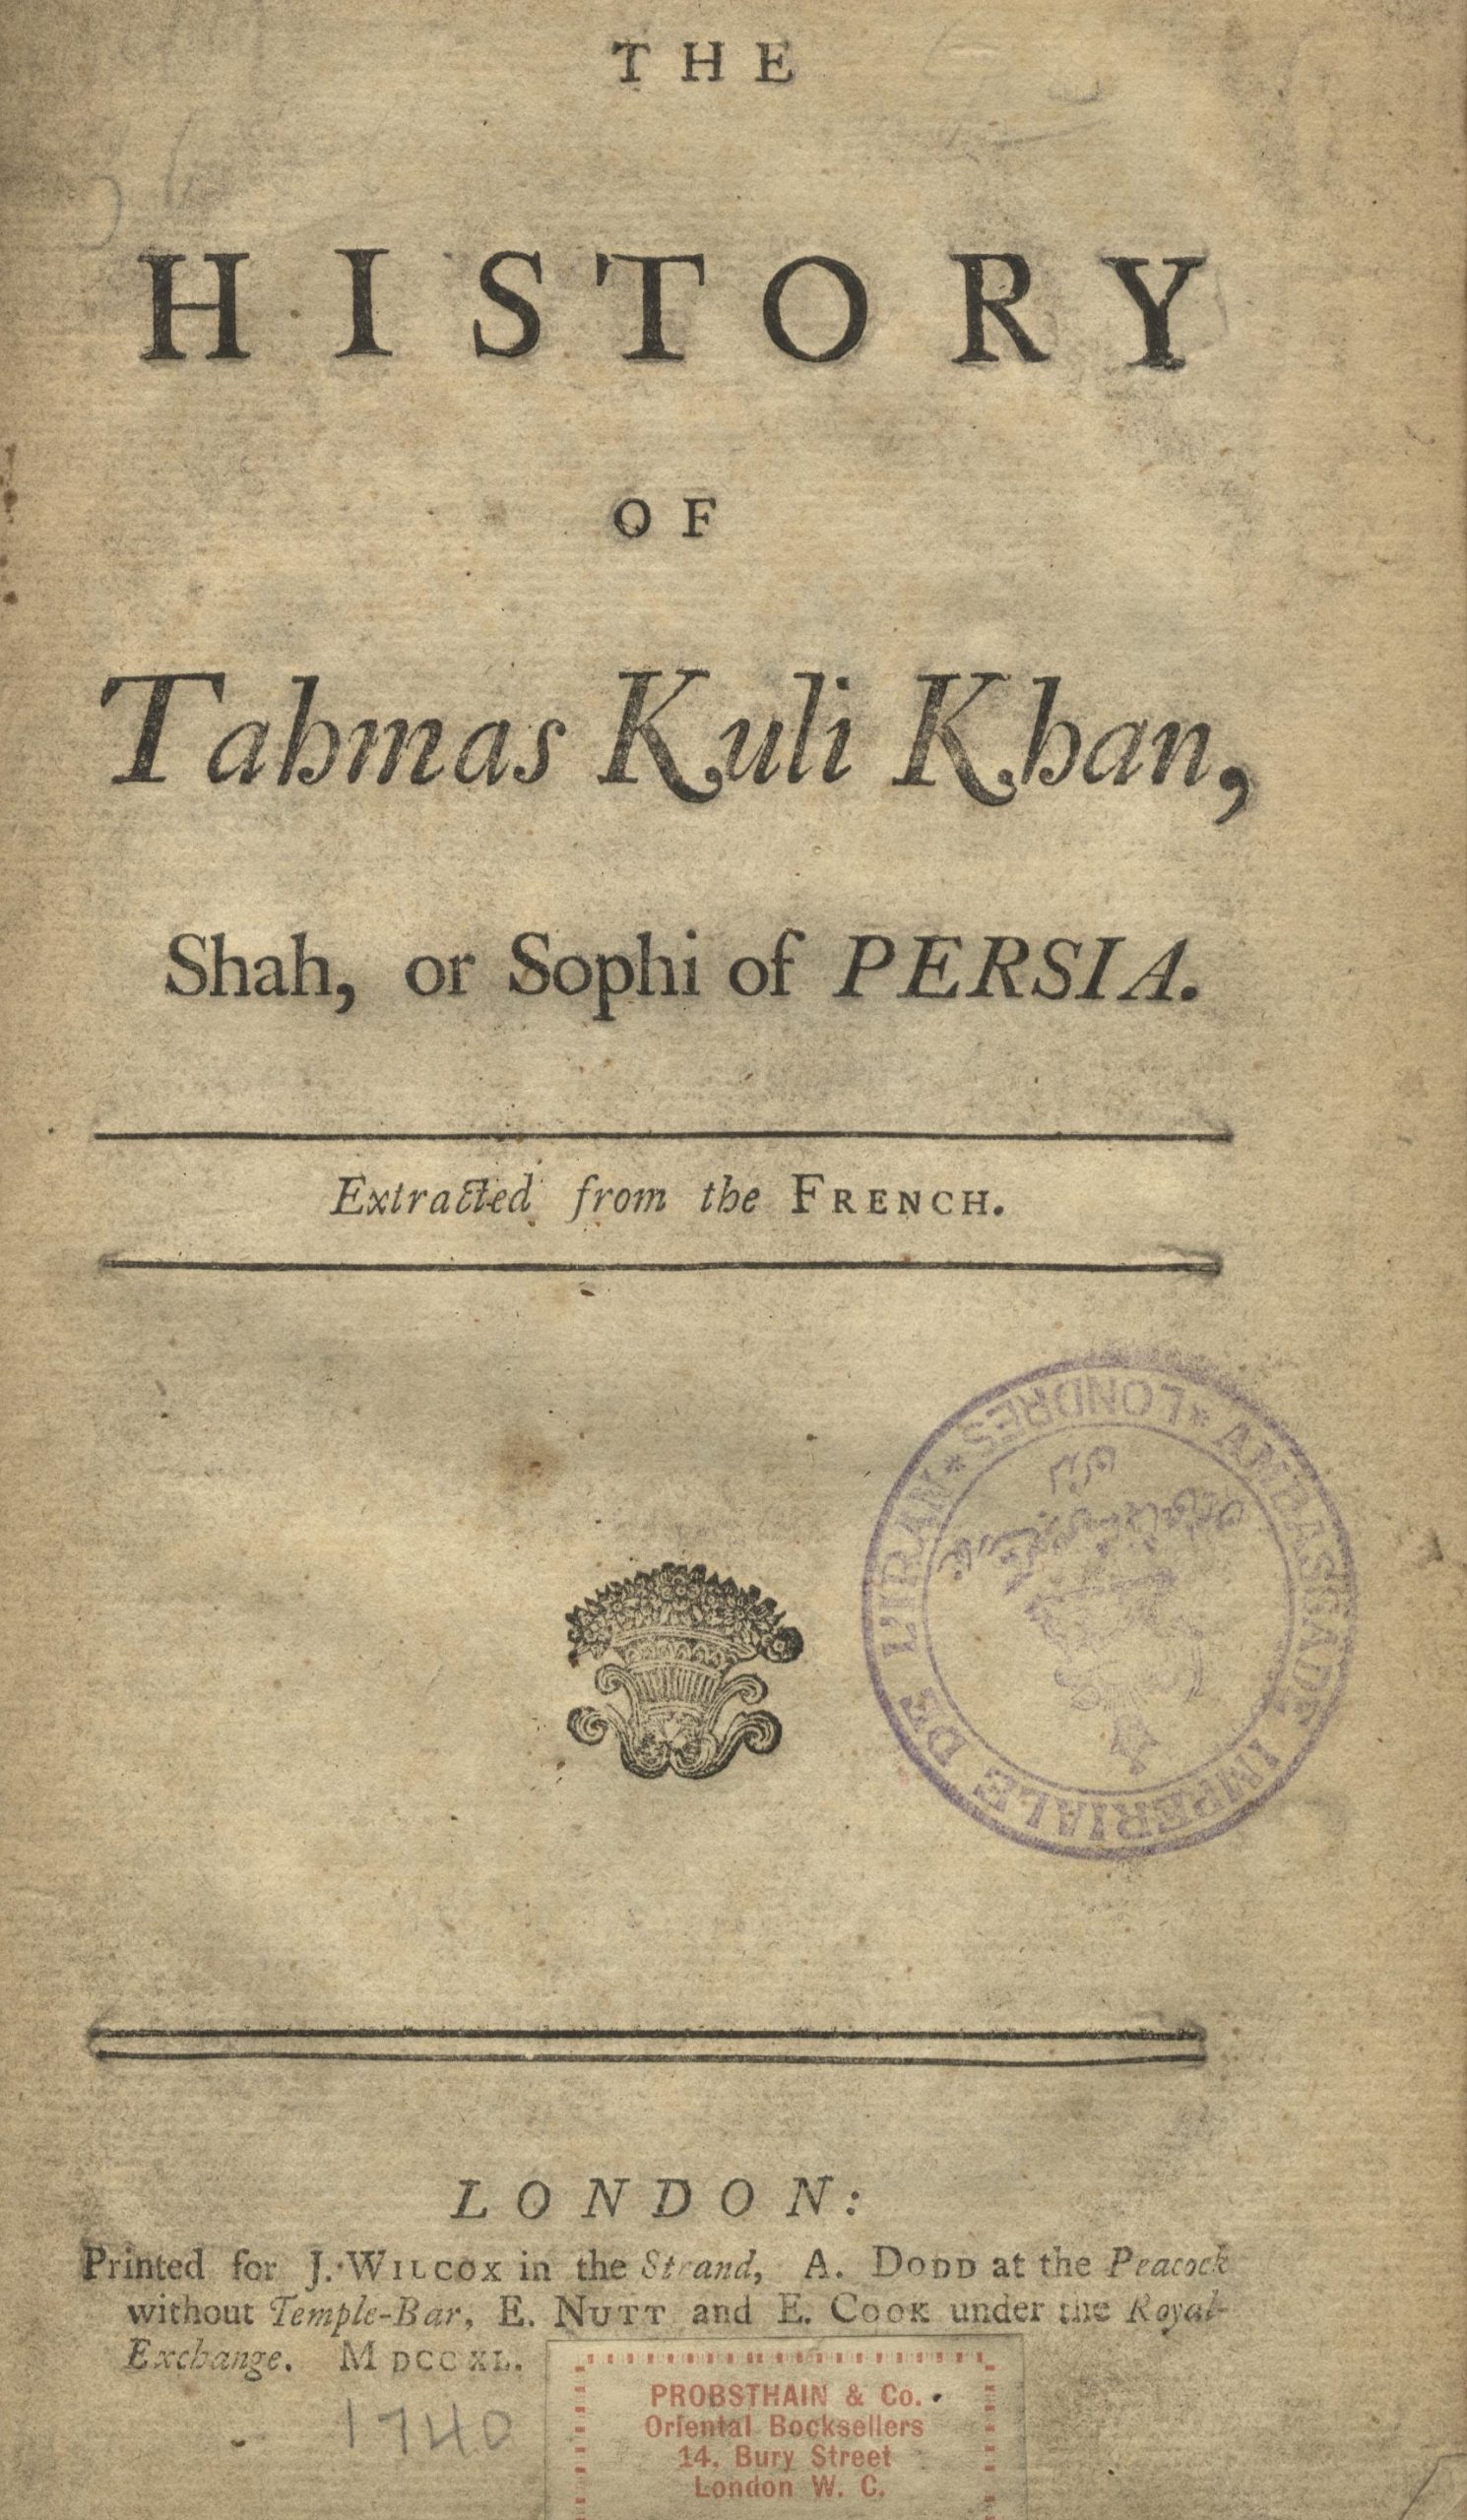 THE
HISTORY
OF
Tahmas Kuli Khan,
Shah, or Sophi of PERSIA.
Extracted from the FRENCH.
AMBASSADE IMPERIALE DE L'IRAN * LONDRES *
LONDON:
Printed for J. WILCOX in the Strand, A. DODD at the Peacock
without Temple-Bar, E. NUTT and E. COOK under the Royal-
Exchange. MDCCXL.
1740
PROBSTHAIN & Co.
Oriental Booksellers
14. Bury Street
London W. C.